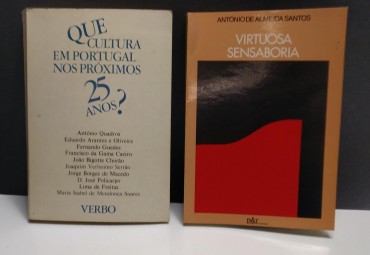 QUE
CULTURA
EM PORTUGAL
NOS PRÓXIMOS
25
ANOS?
António Quadros
Eduardo Arantes e Oliveira
Fernando Guedes
Francisco da Gama Caeiro
João Bigotte Chorão
Joaquim Veríssimo Serrão
Jorge Borges de Macedo
D. José Policarpo
Lima de Freitas
Maria Isabel de Mendonça Soares
VERBO
ANTÓNIO DE ALMEIDA SANTOS
VIRTUOSA
SENSABORIA